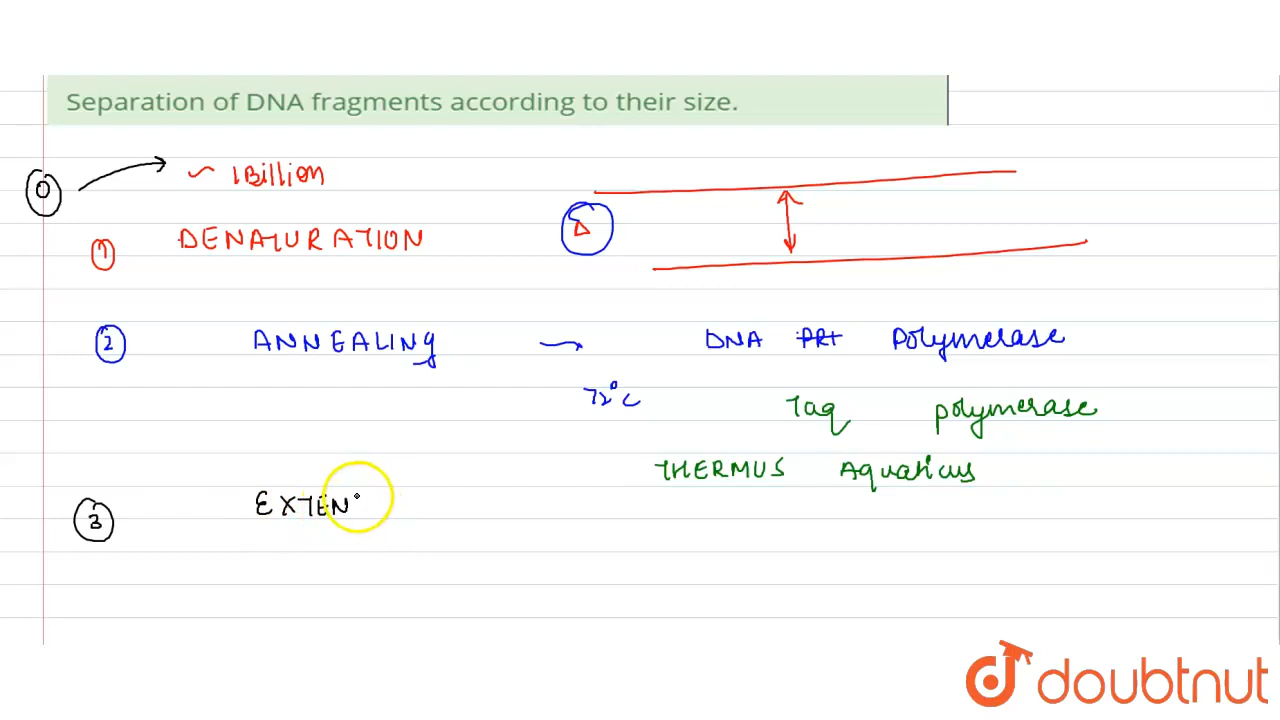 Separation of DNA fragments according to their size.
0 ~ 1Billion
1 DENATURATION Δ
2 ANNEALING DNA PRT Polymerase
72°C
Taq polymerase
THERMUS Aquaticus
3 EXTEN
doubtnut